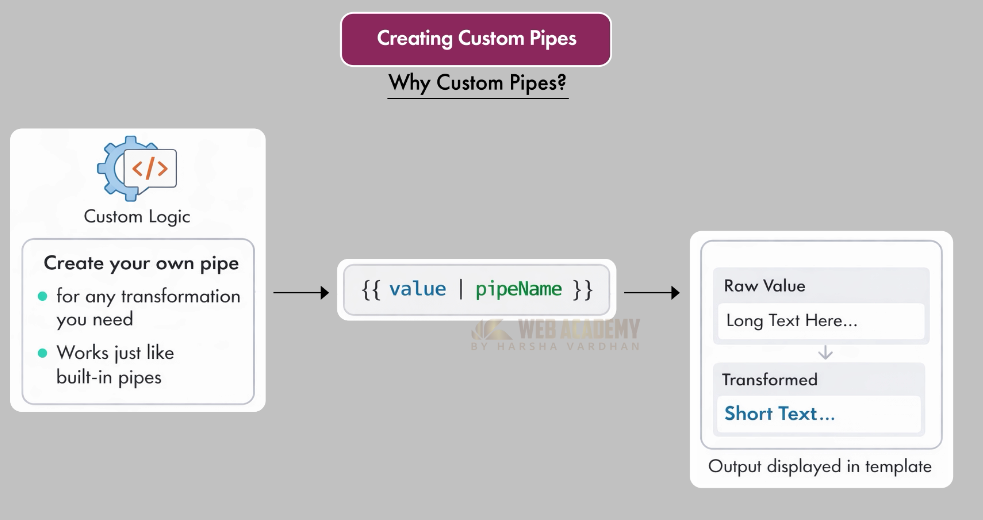 Creating Custom Pipes
Why Custom Pipes?
</>
Custom Logic
Create your own pipe
for any transformation
you need
Works just like
built-in pipes
{{ value | pipeName }}
WEB ACADEMY
BY HARSHA VARDHAN
Raw Value
Long Text Here...
Transformed
Short Text...
Output displayed in template